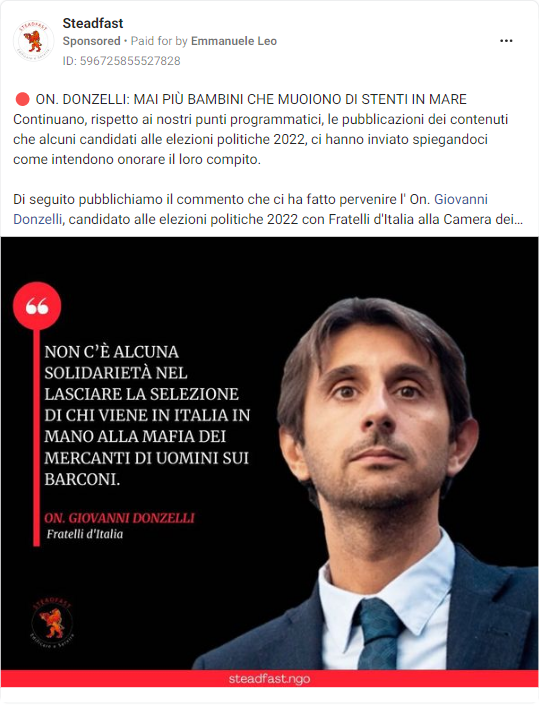 Steadfast
Sponsored • Paid for by Emmanuele Leo
ID: 596725855527828
🔴 ON. DONZELLI: MAI PIÙ BAMBINI CHE MUOIONO DI STENTI IN MARE
Continuano, rispetto ai nostri punti programmatici, le pubblicazioni dei contenuti
che alcuni candidati alle elezioni politiche 2022, ci hanno inviato spiegandoci
come intendono onorare il loro compito.
Di seguito pubblichiamo il commento che ci ha fatto pervenire l' On. Giovanni
Donzelli, candidato alle elezioni politiche 2022 con Fratelli d'Italia alla Camera dei...
NON C'È ALCUNA
SOLIDARIETÀ NEL
LASCIARE LA SELEZIONE
DI CHI VIENE IN ITALIA IN
MANO ALLA MAFIA DEI
MERCANTI DI UOMINI SUI
BARCONI.
ON. GIOVANNI DONZELLI
Fratelli d'Italia
STEADFAST
steadfast.ngo